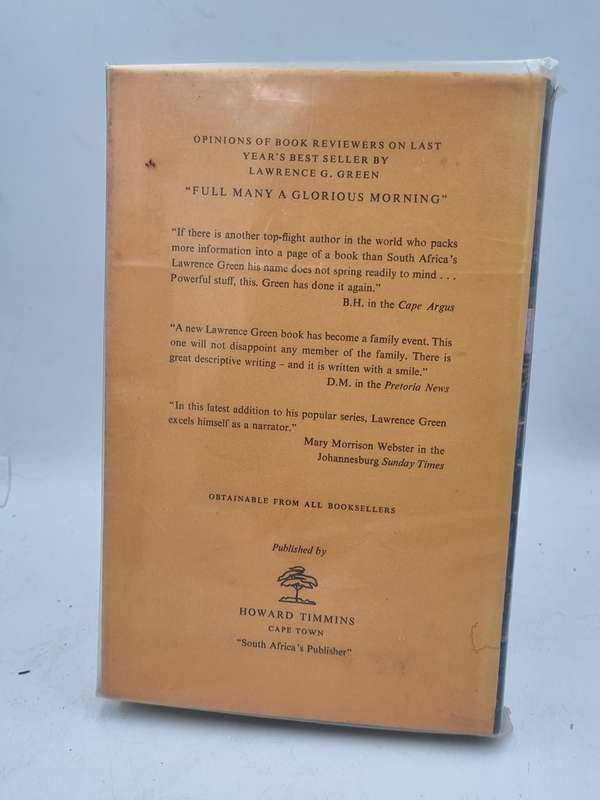 OPINIONS OF BOOK REVIEWERS ON LAST
YEAR'S BEST SELLER BY
LAWRENCE G. GREEN
"FULL MANY A GLORIOUS MORNING"
"If there is another top-flight author in the world who packs
more information into a page of a book than South Africa's
Lawrence Green his name does not spring readily to mind . . .
Powerful stuff, this. Green has done it again."
B.H. in the Cape Argus
"A new Lawrence Green book has become a family event. This
one will not disappoint any member of the family. There is
great descriptive writing – and it is written with a smile."
D.M. in the Pretoria News
"In this latest addition to his popular series, Lawrence Green
excels himself as a narrator."
Mary Morrison Webster in the
Johannesburg Sunday Times
OBTAINABLE FROM ALL BOOKSELLERS
Published by
HOWARD TIMMINS
CAPE TOWN
"South Africa's Publisher"